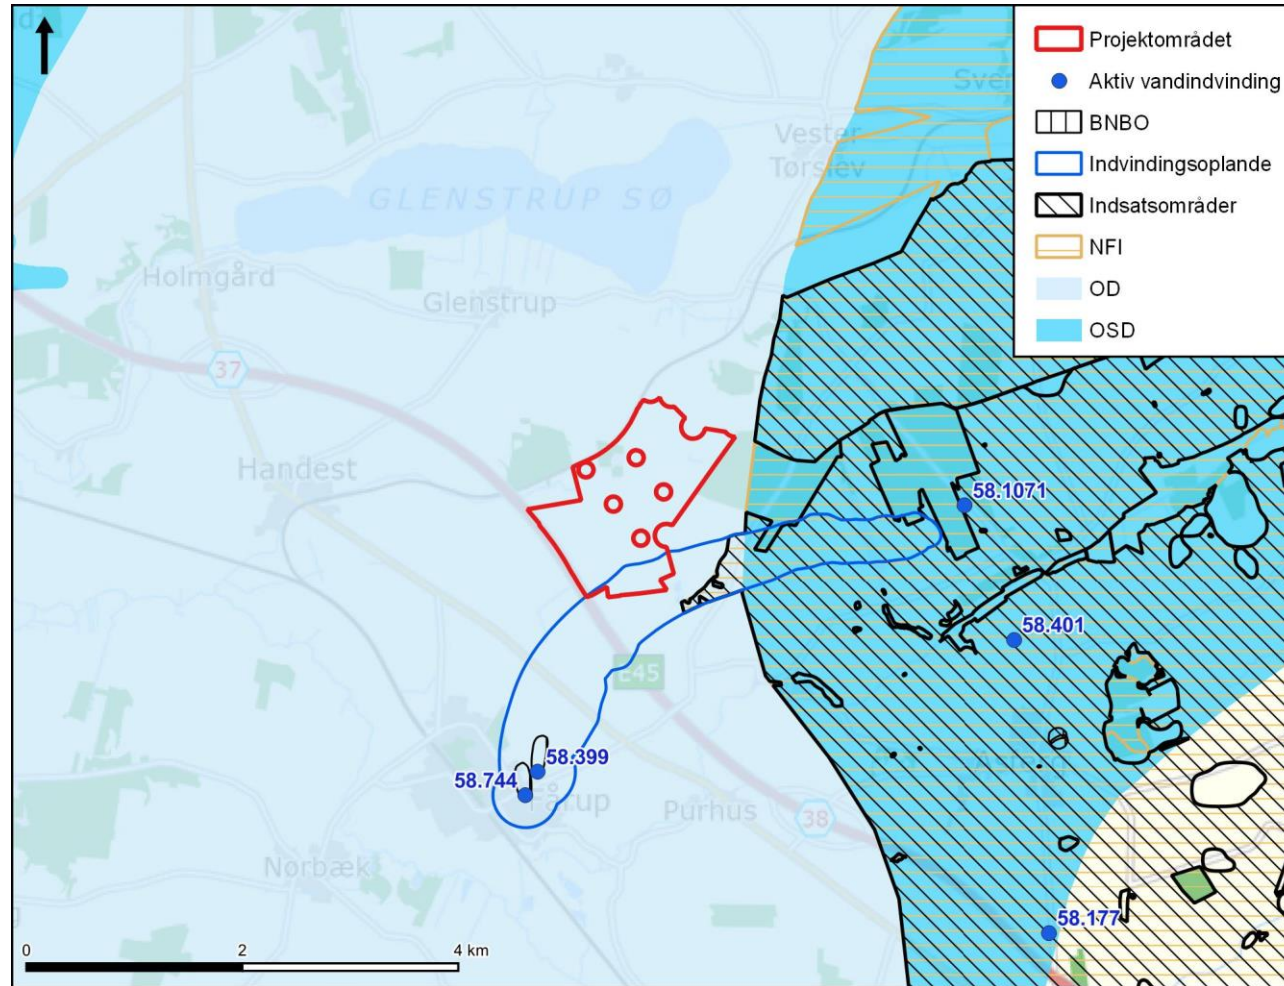 Projektområdet
Aktiv vandindvinding
BNBO
Indvindingsoplande
Indsatsområder
NFI
OD
OSD
Vester
Tørslev
GLENSTRUP SØ
Holmgård
Glenstrup
37
Handest
58.1071
58.401
E45
58.399
58.744
Fårup
Purhus
38
Nørbæk
58.177
0 2 4 km